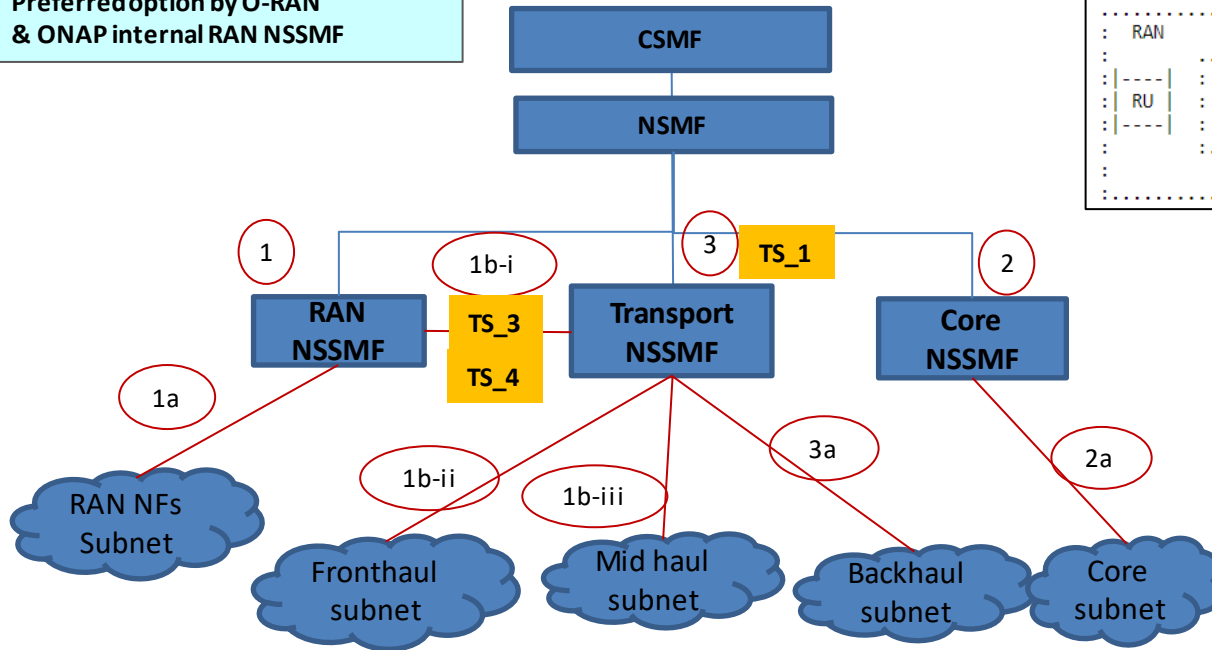 Preferred option by O-RAN
& ONAP internal RAN NSSMF
CSMF
NSMF
RAN
RU
1
1b-i
3
TS_1
2
RAN
NSSMF
TS_3
TS_4
Transport
NSSMF
Core
NSSMF
1a
1b-ii
1b-iii
3a
2a
RAN NFs
Subnet
Fronthaul
subnet
Mid haul
subnet
Backhaul
subnet
Core
subnet